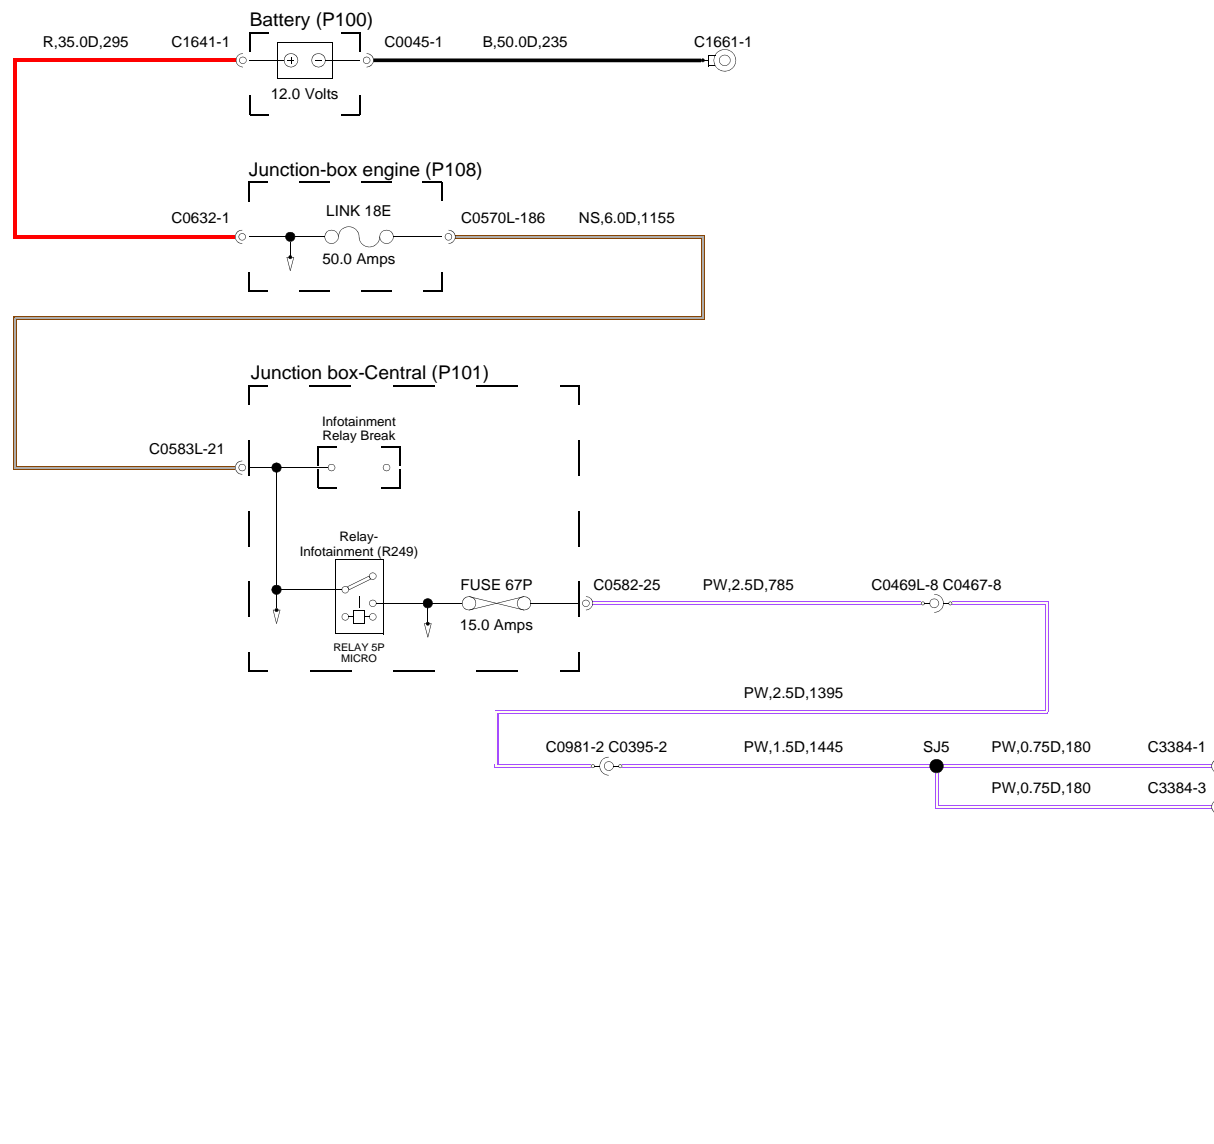 Battery (P100)
R,35.0D,295
C1641-1
C0045-1
B,50.0D,235
C1661-1
12.0 Volts
Junction-box engine (P108)
C0632-1
LINK 18E
C0570L-186
NS,6.0D,1155
50.0 Amps
Junction box-Central (P101)
Infotainment
Relay Break
C0583L-21
Relay-
Infotainment (R249)
FUSE 67P
C0582-25
PW,2.5D,785
C0469L-8 C0467-8
15.0 Amps
RELAY 5P
MICRO
PW,2.5D,1395
C0981-2 C0395-2
PW,1.5D,1445
SJ5
PW,0.75D,180
C3384-1
PW,0.75D,180
C3384-3